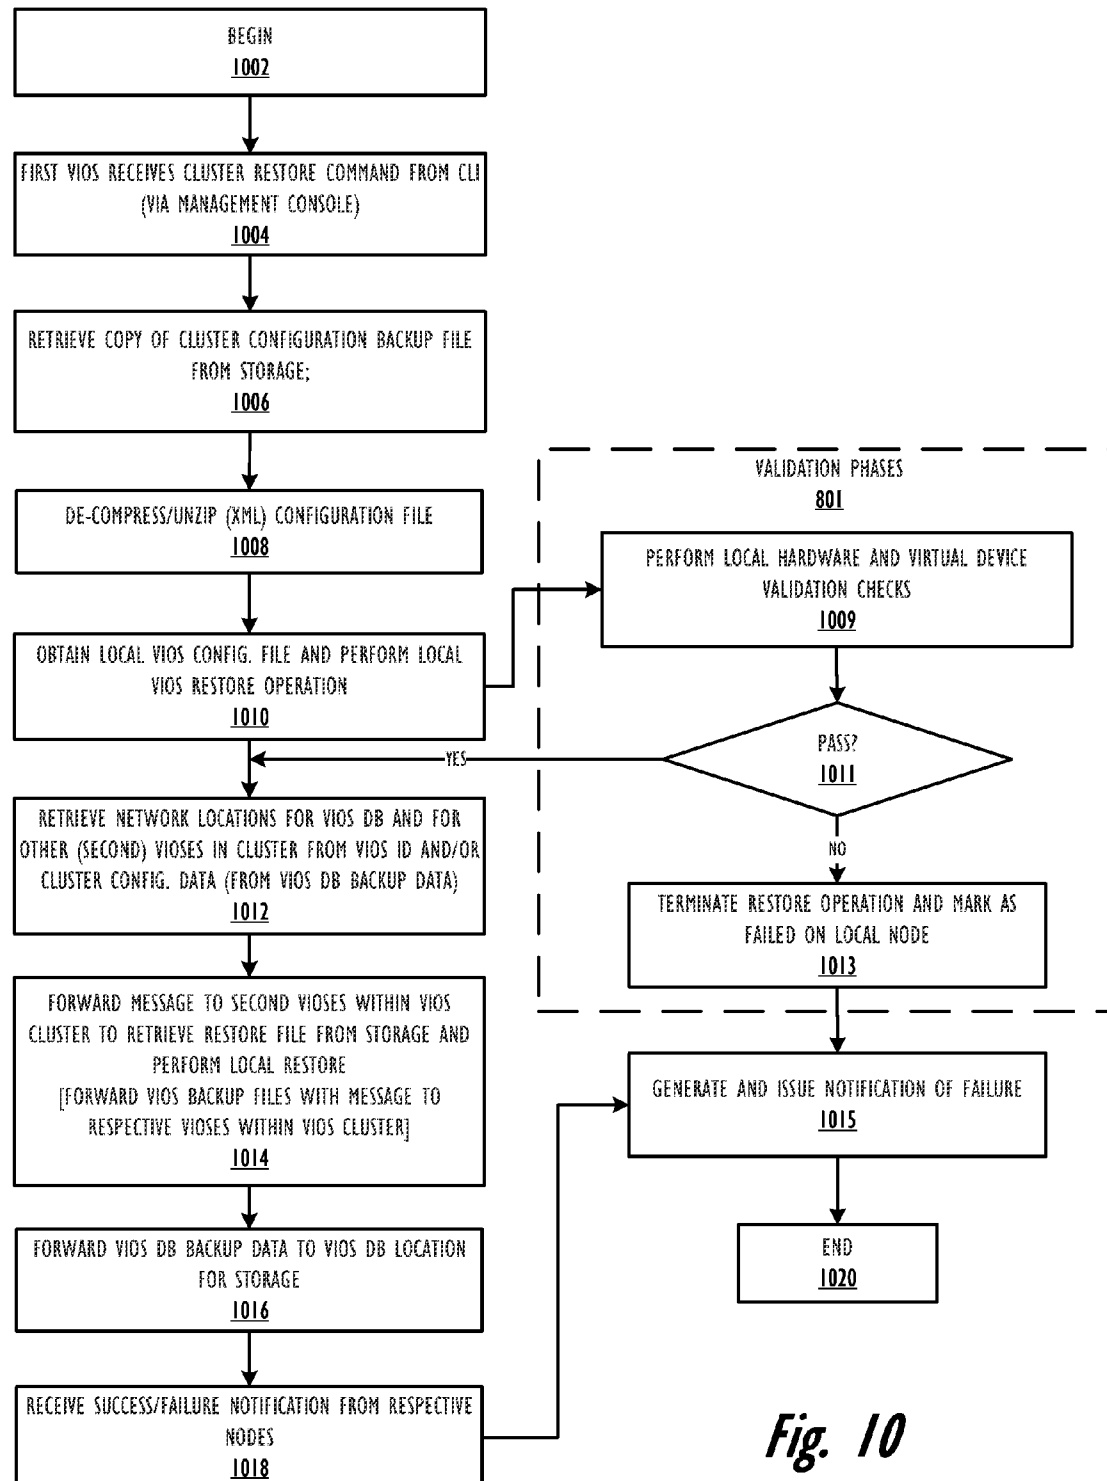 BEGIN
1002
FIRST VIOS RECEIVES CLUSTER RESTORE COMMAND FROM CLI
(VIA MANAGEMENT CONSOLE)
1004
RETRIEVE COPY OF CLUSTER CONFIGURATION BACKUP FILE
FROM STORAGE;
1006
DE-COMPRESS/UNZIP (XML) CONFIGURATION FILE
1008
OBTAIN LOCAL VIOS CONFIG. FILE AND PERFORM LOCAL
VIOS RESTORE OPERATION
1010
VALIDATION PHASES
801
PERFORM LOCAL HARDWARE AND VIRTUAL DEVICE
VALIDATION CHECKS
1009
PASS?
1011
YES
NO
TERMINATE RESTORE OPERATION AND MARK AS
FAILED ON LOCAL NODE
1013
RETRIEVE NETWORK LOCATIONS FOR VIOS DB AND FOR
OTHER (SECOND) VIOSES IN CLUSTER FROM VIOS ID AND/OR
CLUSTER CONFIG. DATA (FROM VIOS DB BACKUP DATA)
1012
FORWARD MESSAGE TO SECOND VIOSES WITHIN VIOS
CLUSTER TO RETRIEVE RESTORE FILE FROM STORAGE AND
PERFORM LOCAL RESTORE
[FORWARD VIOS BACKUP FILES WITH MESSAGE TO
RESPECTIVE VIOSES WITHIN VIOS CLUSTER]
1014
FORWARD VIOS DB BACKUP DATA TO VIOS DB LOCATION
FOR STORAGE
1016
RECEIVE SUCCESS/FAILURE NOTIFICATION FROM RESPECTIVE
NODES
1018
GENERATE AND ISSUE NOTIFICATION OF FAILURE
1015
END
1020
Fig. 10